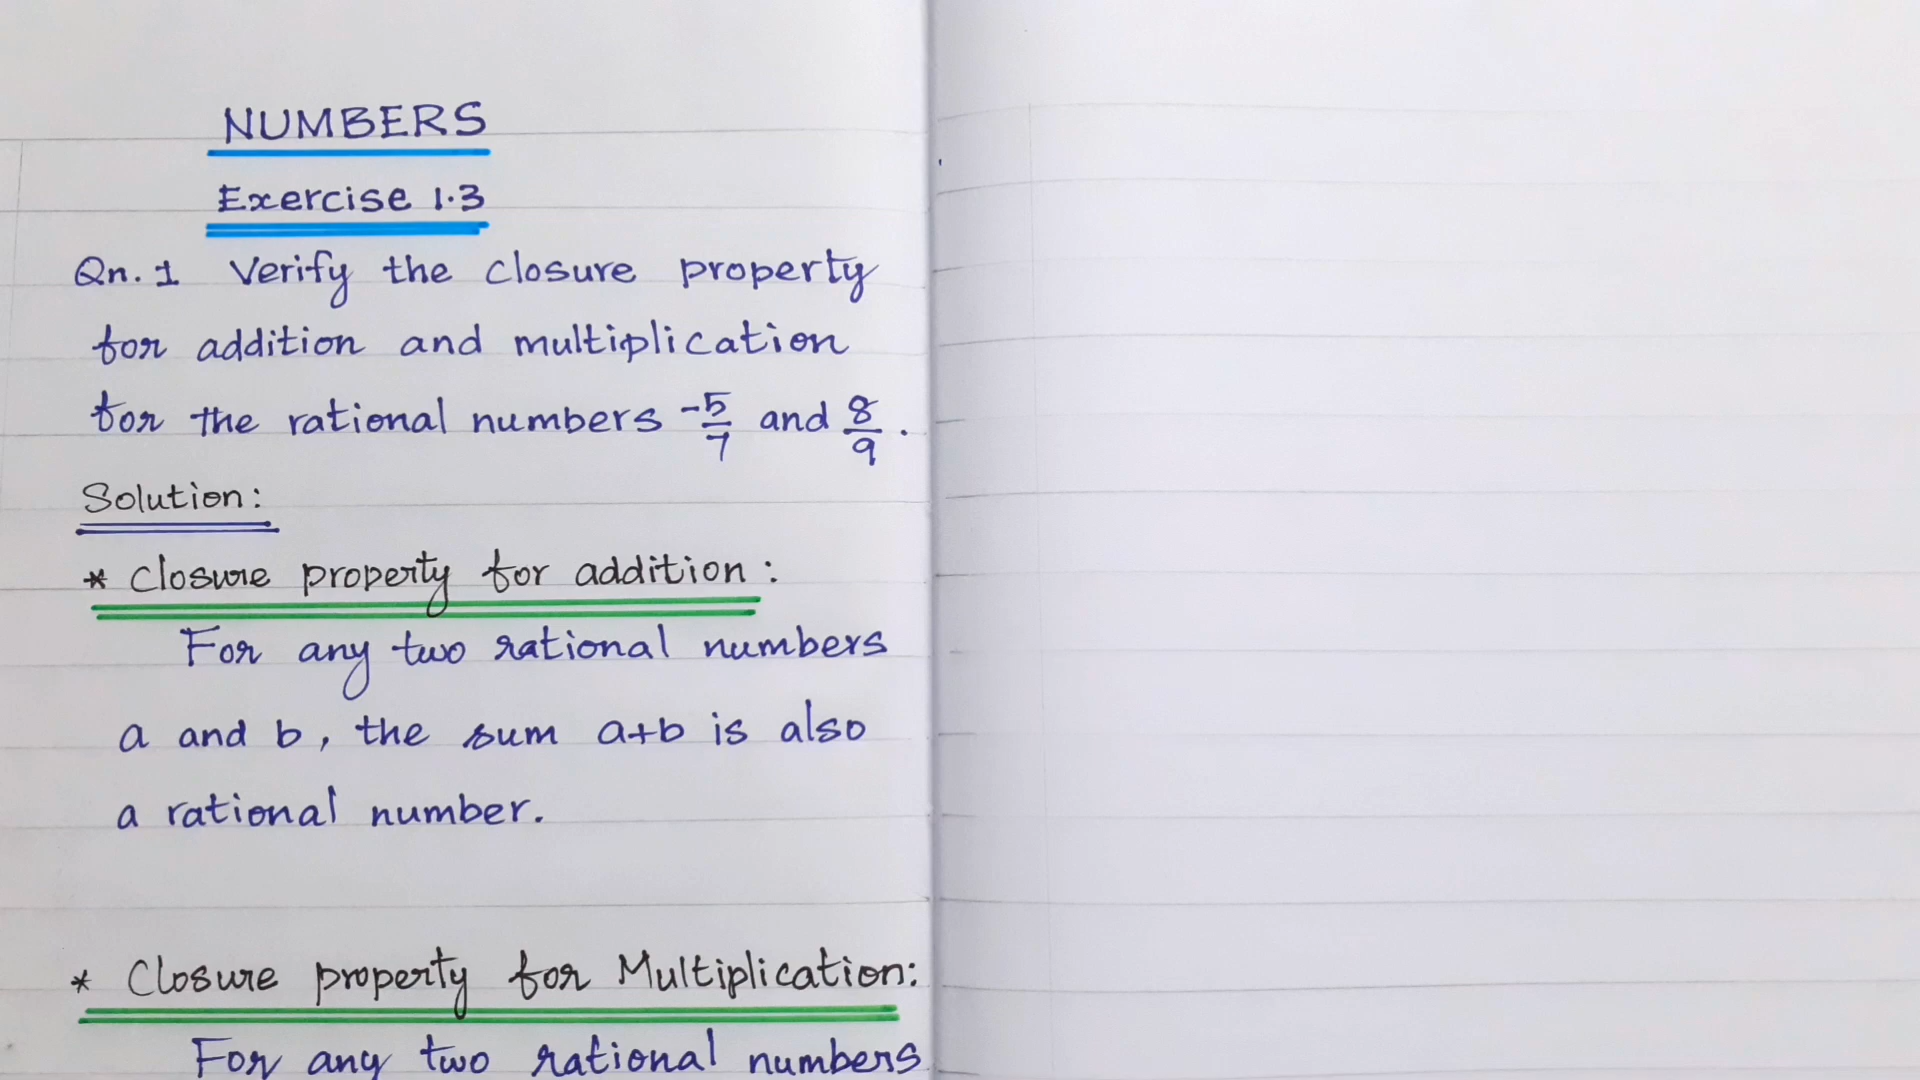 NUMBERS
Exercise 1.3
Qn. 1 Verify the closure property
for addition and multiplication
for the rational numbers -5/7 and 8/9 .
Solution:
* Closure property for addition :
For any two rational numbers
a and b, the sum a+b is also
a rational number.
* Closure property for Multiplication:
For any two rational numbers